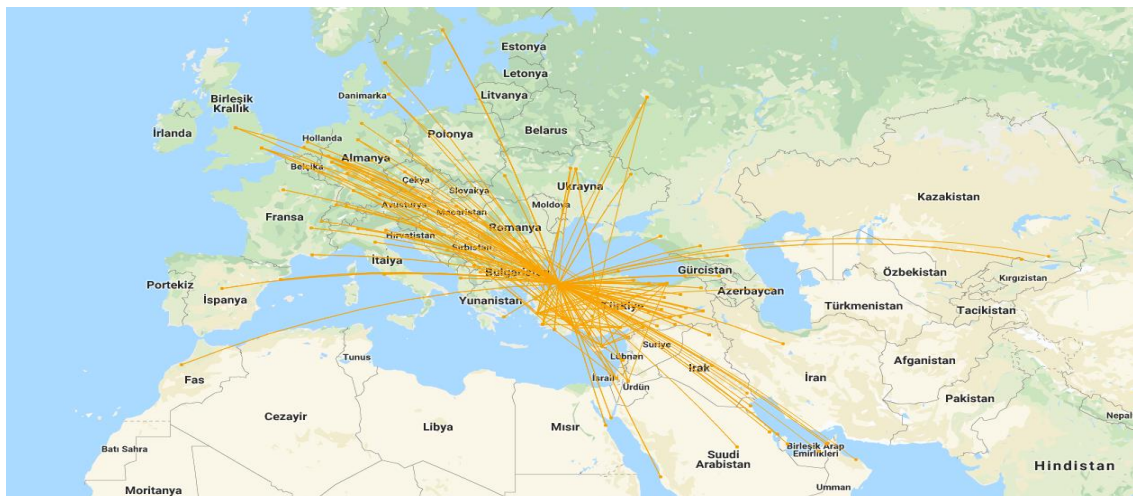 Estonya
Letonya
Litvanya
Danimarka
Birleşik
Krallık
İrlanda
Hollanda
Polonya
Belarus
Belçika
Almanya
Çekya
Slovakya
Ukrayna
Moldova
Kazakistan
Fransa
Avusturya
Macaristan
Romanya
Hırvatistan
Sırbistan
İtalya
Bulgaristan
Gürcistan
Özbekistan
Kırgızistan
Portekiz
İspanya
Yunanistan
Türkiye
Azerbaycan
Türkmenistan
Tacikistan
Tunus
Suriye
Lübnan
Irak
İran
Afganistan
Fas
İsrail
Ürdün
Pakistan
Cezayir
Libya
Mısır
Nepal
Batı Sahra
Suudi
Arabistan
Birleşik Arap
Emirlikleri
Hindistan
Moritanya
Umman